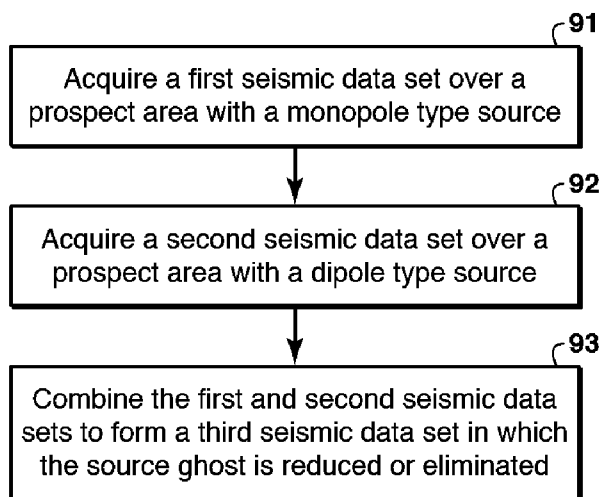 91
Acquire a first seismic data set over a
prospect area with a monopole type source
92
Acquire a second seismic data set over a
prospect area with a dipole type source
93
Combine the first and second seismic data
sets to form a third seismic data set in which
the source ghost is reduced or eliminated